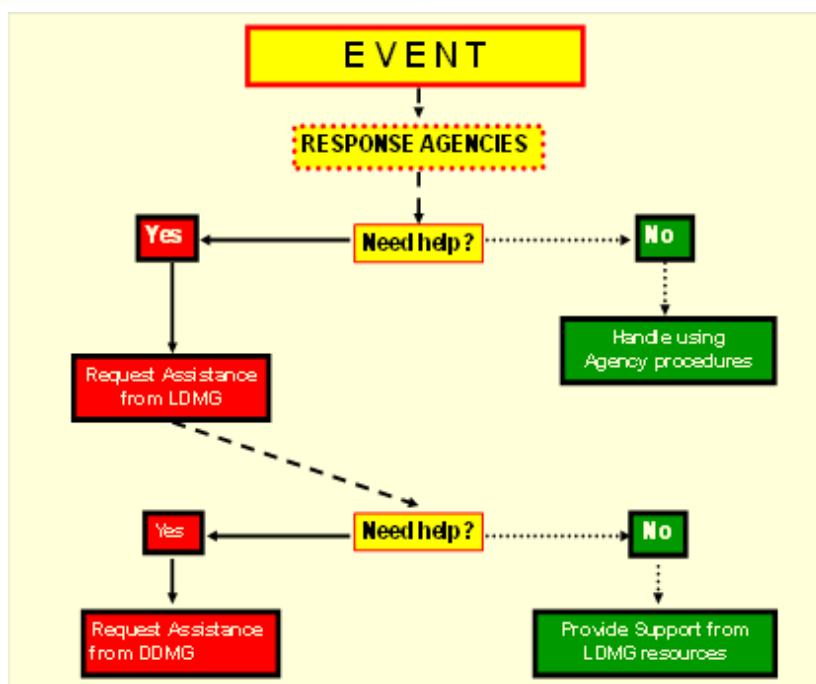 EVENT
RESPONSE AGENCIES
Yes
Need help?
No
Handle using
Agency procedures
Request Assistance
from LDMG
Yes
Need help?
No
Request Assistance
from DDMG
Provide Support from
LDMG resources